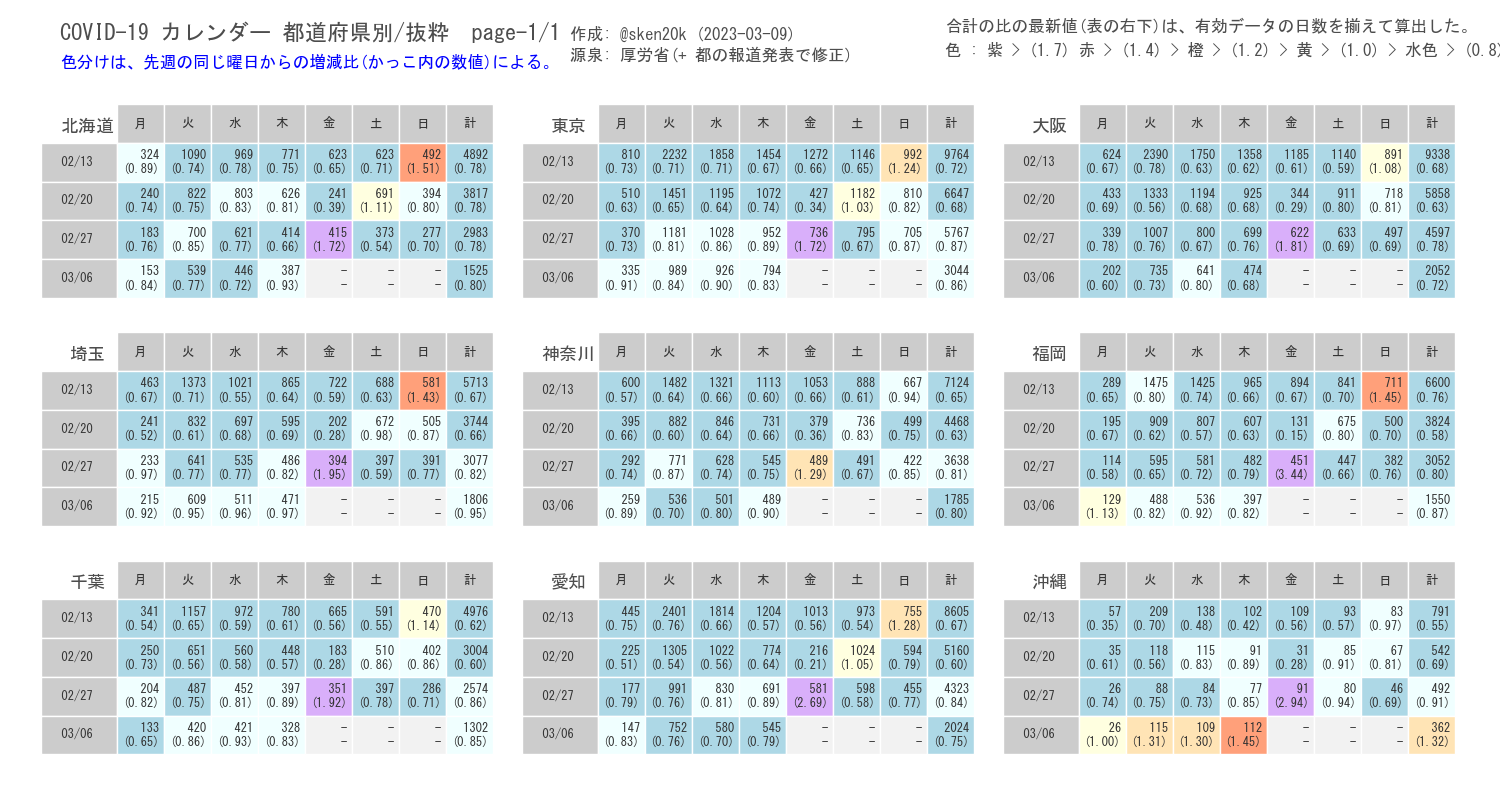 COVID-19 カレンダー 都道府県別/抜粋 page-1/1 作成: @sken20k (2023-03-09)
色分けは、先週の同じ曜日からの増減比(かっこ内の数値)による。 源泉: 厚労省(+ 都の報道発表で修正)
合計の比の最新値(表の右下)は、有効データの日数を揃えて算出した。
色 : 紫 > (1.7) 赤 > (1.4) 橙 > (1.2) 黄 > (1.0) > 水色 > (0.8)
北海道 月 火 水 木 金 土 日 計
02/13 324 1090 969 771 623 623 492 4892
(0.89) (0.74) (0.78) (0.75) (0.65) (0.71) (1.51) (0.78)
02/20 240 822 803 626 241 691 394 3817
(0.74) (0.75) (0.83) (0.81) (0.39) (1.11) (0.80) (0.78)
02/27 183 700 621 414 415 373 277 2983
(0.76) (0.85) (0.77) (0.66) (1.72) (0.54) (0.70) (0.78)
03/06 153 539 446 387 - - - 1525
(0.84) (0.77) (0.72) (0.93) - - - (0.80)
東京 月 火 水 木 金 土 日 計
02/13 810 2232 1858 1454 1272 1146 992 9764
(0.73) (0.71) (0.71) (0.67) (0.66) (0.65) (1.24) (0.72)
02/20 510 1451 1195 1072 427 1182 810 6647
(0.63) (0.65) (0.64) (0.74) (0.34) (1.03) (0.82) (0.68)
02/27 370 1181 1028 952 736 795 705 5767
(0.73) (0.81) (0.86) (0.89) (1.72) (0.67) (0.87) (0.87)
03/06 335 989 926 794 - - - 3044
(0.91) (0.84) (0.90) (0.83) - - - (0.86)
大阪 月 火 水 木 金 土 日 計
02/13 624 2390 1750 1358 1185 1140 891 9338
(0.67) (0.78) (0.63) (0.62) (0.61) (0.59) (1.08) (0.68)
02/20 433 1333 1194 925 344 911 718 5858
(0.69) (0.56) (0.68) (0.68) (0.29) (0.80) (0.81) (0.63)
02/27 339 1007 800 699 622 633 497 4597
(0.78) (0.76) (0.67) (0.76) (1.81) (0.69) (0.69) (0.78)
03/06 202 735 641 474 - - - 2052
(0.60) (0.73) (0.80) (0.68) - - - (0.72)
埼玉 月 火 水 木 金 土 日 計
02/13 463 1373 1021 865 722 688 581 5713
(0.67) (0.71) (0.55) (0.64) (0.59) (0.63) (1.43) (0.67)
02/20 241 832 697 595 202 672 505 3744
(0.52) (0.61) (0.68) (0.69) (0.28) (0.98) (0.87) (0.66)
02/27 233 641 535 486 394 397 391 3077
(0.97) (0.77) (0.77) (0.82) (1.95) (0.59) (0.77) (0.82)
03/06 215 609 511 471 - - - 1806
(0.92) (0.95) (0.96) (0.97) - - - (0.95)
神奈川 月 火 水 木 金 土 日 計
02/13 600 1482 1321 1113 1053 888 667 7124
(0.57) (0.64) (0.66) (0.60) (0.66) (0.61) (0.94) (0.65)
02/20 395 882 846 731 379 736 499 4468
(0.66) (0.60) (0.64) (0.66) (0.36) (0.83) (0.75) (0.63)
02/27 292 771 628 545 489 491 422 3638
(0.74) (0.87) (0.74) (0.75) (1.29) (0.67) (0.85) (0.81)
03/06 259 536 501 489 - - - 1785
(0.89) (0.70) (0.80) (0.90) - - - (0.80)
福岡 月 火 水 木 金 土 日 計
02/13 289 1475 1425 965 894 841 711 6600
(0.65) (0.80) (0.74) (0.66) (0.67) (0.70) (1.45) (0.76)
02/20 195 909 807 607 131 675 500 3824
(0.67) (0.62) (0.57) (0.63) (0.15) (0.80) (0.70) (0.58)
02/27 114 595 581 482 451 447 382 3052
(0.58) (0.65) (0.72) (0.79) (3.44) (0.66) (0.76) (0.80)
03/06 129 488 536 397 - - - 1550
(1.13) (0.82) (0.92) (0.82) - - - (0.87)
千葉 月 火 水 木 金 土 日 計
02/13 341 1157 972 780 665 591 470 4976
(0.54) (0.65) (0.59) (0.61) (0.56) (0.55) (1.14) (0.62)
02/20 250 651 560 448 183 510 402 3004
(0.73) (0.56) (0.58) (0.57) (0.28) (0.86) (0.86) (0.60)
02/27 204 487 452 397 351 397 286 2574
(0.82) (0.75) (0.81) (0.89) (1.92) (0.78) (0.71) (0.86)
03/06 133 420 421 328 - - - 1302
(0.65) (0.86) (0.93) (0.83) - - - (0.85)
愛知 月 火 水 木 金 土 日 計
02/13 445 2401 1814 1204 1013 973 755 8605
(0.75) (0.76) (0.66) (0.57) (0.56) (0.54) (1.28) (0.67)
02/20 225 1305 1022 774 216 1024 594 5160
(0.51) (0.54) (0.56) (0.64) (0.21) (1.05) (0.79) (0.60)
02/27 177 991 830 691 581 598 455 4323
(0.79) (0.76) (0.81) (0.89) (2.69) (0.58) (0.77) (0.84)
03/06 147 752 580 545 - - - 2024
(0.83) (0.76) (0.70) (0.79) - - - (0.75)
沖縄 月 火 水 木 金 土 日 計
02/13 57 209 138 102 109 93 83 791
(0.35) (0.70) (0.48) (0.42) (0.56) (0.57) (0.97) (0.55)
02/20 35 118 115 91 31 85 67 542
(0.61) (0.56) (0.83) (0.89) (0.28) (0.91) (0.81) (0.69)
02/27 26 88 84 77 91 80 46 492
(0.74) (0.75) (0.73) (0.85) (2.94) (0.94) (0.69) (0.91)
03/06 26 115 109 112 - - - 362
(1.00) (1.31) (1.30) (1.45) - - - (1.32)